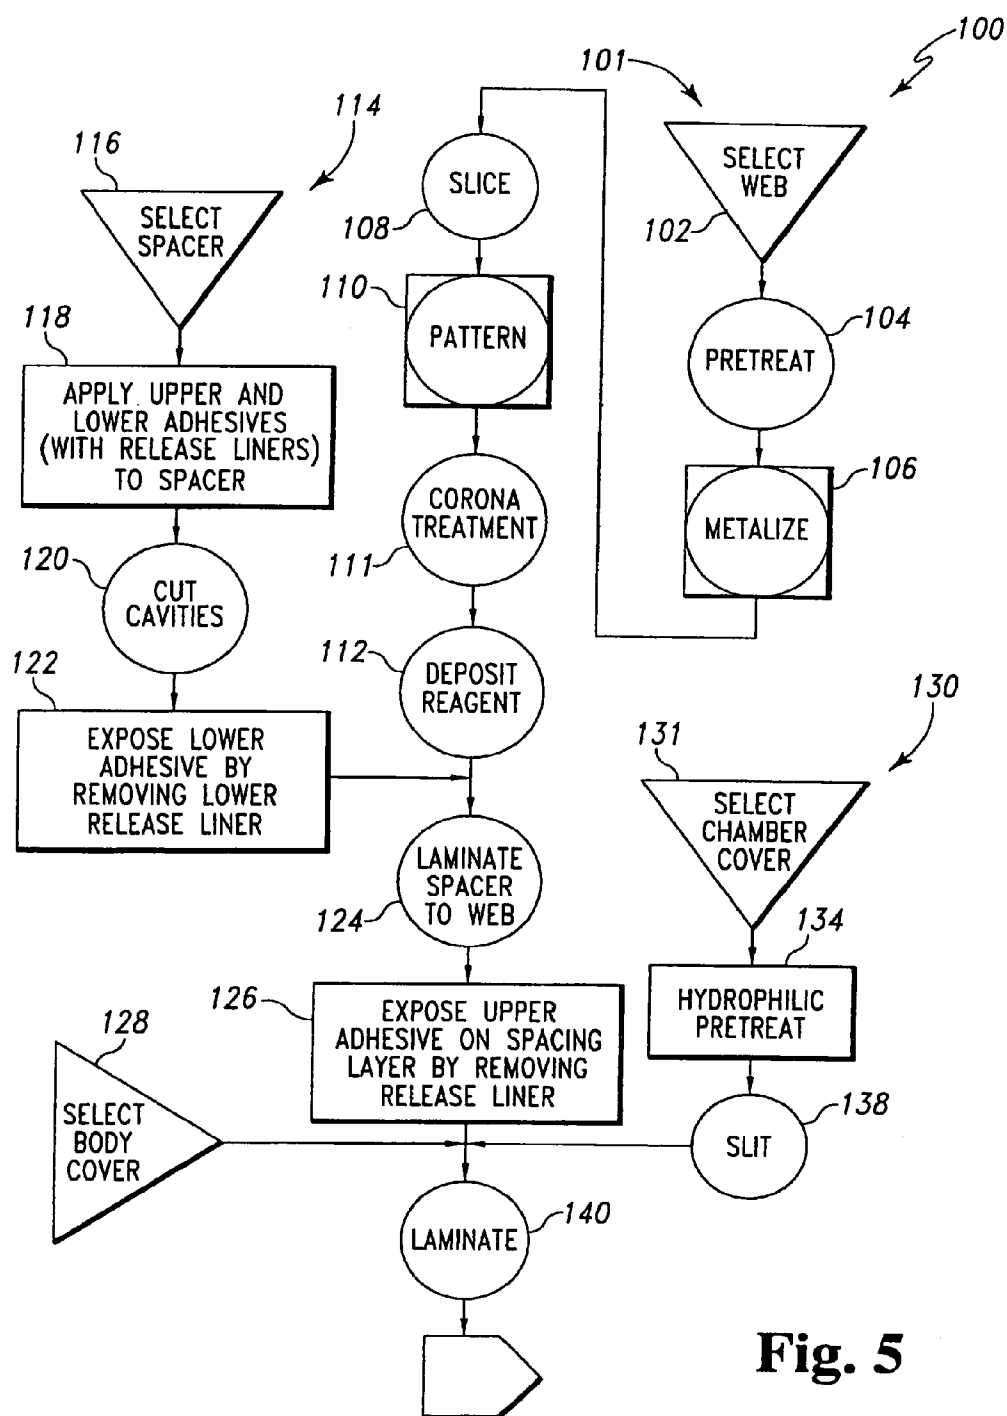 100
101
SELECT
WEB
102
PRETREAT
104
METALIZE
106
SLICE
108
PATTERN
110
CORONA
TREATMENT
111
DEPOSIT
REAGENT
112
114
116
SELECT
SPACER
118
APPLY UPPER AND
LOWER ADHESIVES
(WITH RELEASE LINERS)
TO SPACER
120
CUT
CAVITIES
122
EXPOSE LOWER
ADHESIVE BY
REMOVING LOWER
RELEASE LINER
LAMINATE
SPACER
TO WEB
124
126
EXPOSE UPPER
ADHESIVE ON SPACING
LAYER BY REMOVING
RELEASE LINER
128
SELECT
BODY
COVER
130
131
SELECT
CHAMBER
COVER
134
HYDROPHILIC
PRETREAT
138
SLIT
140
LAMINATE
Fig. 5